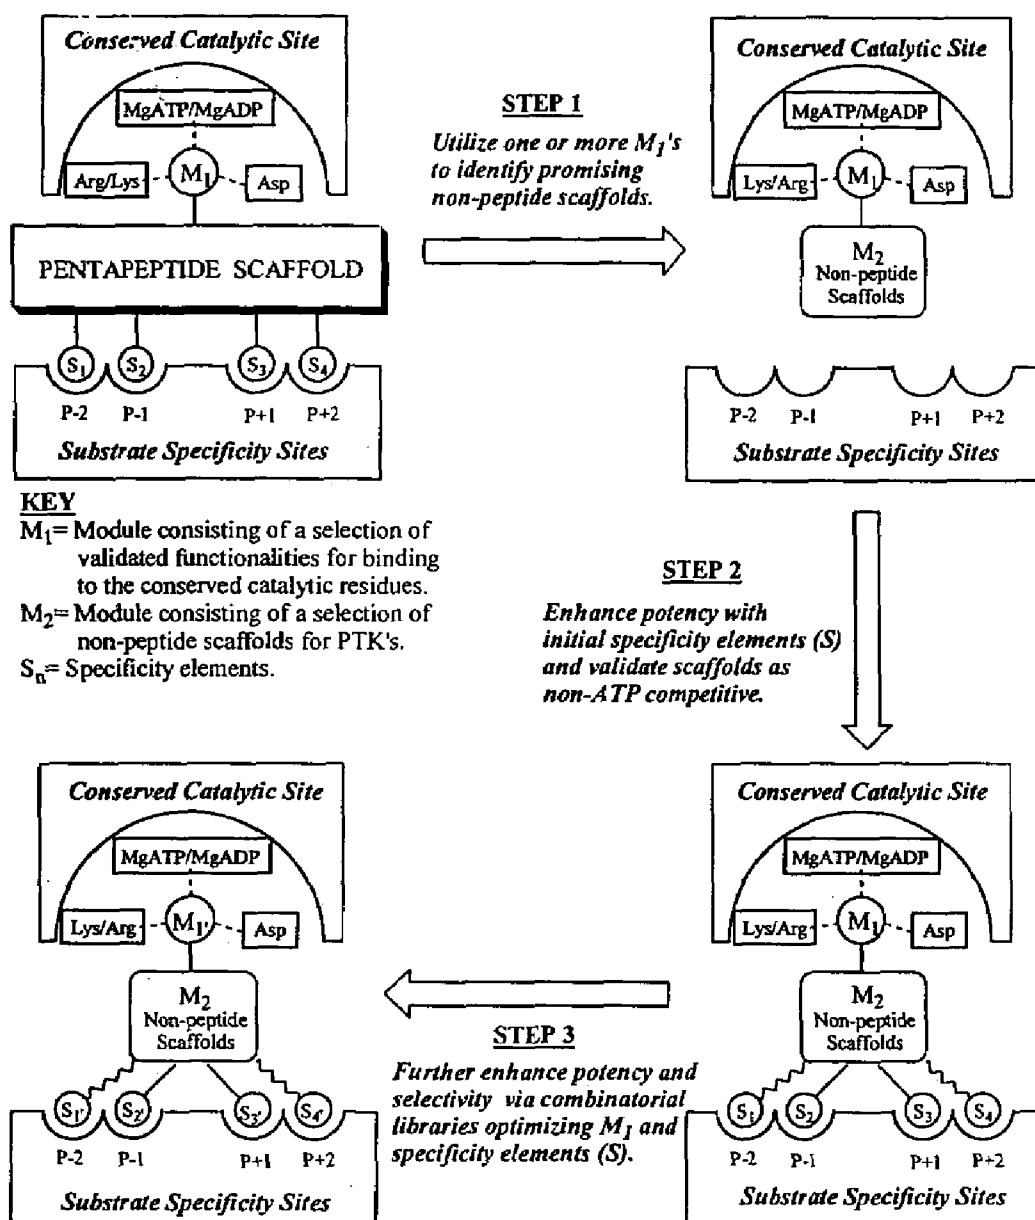 Conserved Catalytic Site
MgATP/MgADP
Arg/Lys
M1
Asp
PENTAPEPTIDE SCAFFOLD
S1
S2
S3
S4
P-2
P-1
P+1
P+2
Substrate Specificity Sites
STEP 1
Utilize one or more M1's
to identify promising
non-peptide scaffolds.
Conserved Catalytic Site
MgATP/MgADP
Lys/Arg
M1
Asp
M2
Non-peptide
Scaffolds
P-2
P-1
P+1
P+2
Substrate Specificity Sites
KEY
M1= Module consisting of a selection of
validated functionalities for binding
to the conserved catalytic residues.
M2= Module consisting of a selection of
non-peptide scaffolds for PTK's.
Sn= Specificity elements.
STEP 2
Enhance potency with
initial specificity elements (S)
and validate scaffolds as
non-ATP competitive.
Conserved Catalytic Site
MgATP/MgADP
Lys/Arg
M1
Asp
M2
Non-peptide
Scaffolds
S1
S2
S3
S4
P-2
P-1
P+1
P+2
Substrate Specificity Sites
STEP 3
Further enhance potency and
selectivity via combinatorial
libraries optimizing M1 and
specificity elements (S).
Conserved Catalytic Site
MgATP/MgADP
Lys/Arg
M1'
Asp
M2
Non-peptide
Scaffolds
S1'
S2'
S3'
S4'
P-2
P-1
P+1
P+2
Substrate Specificity Sites